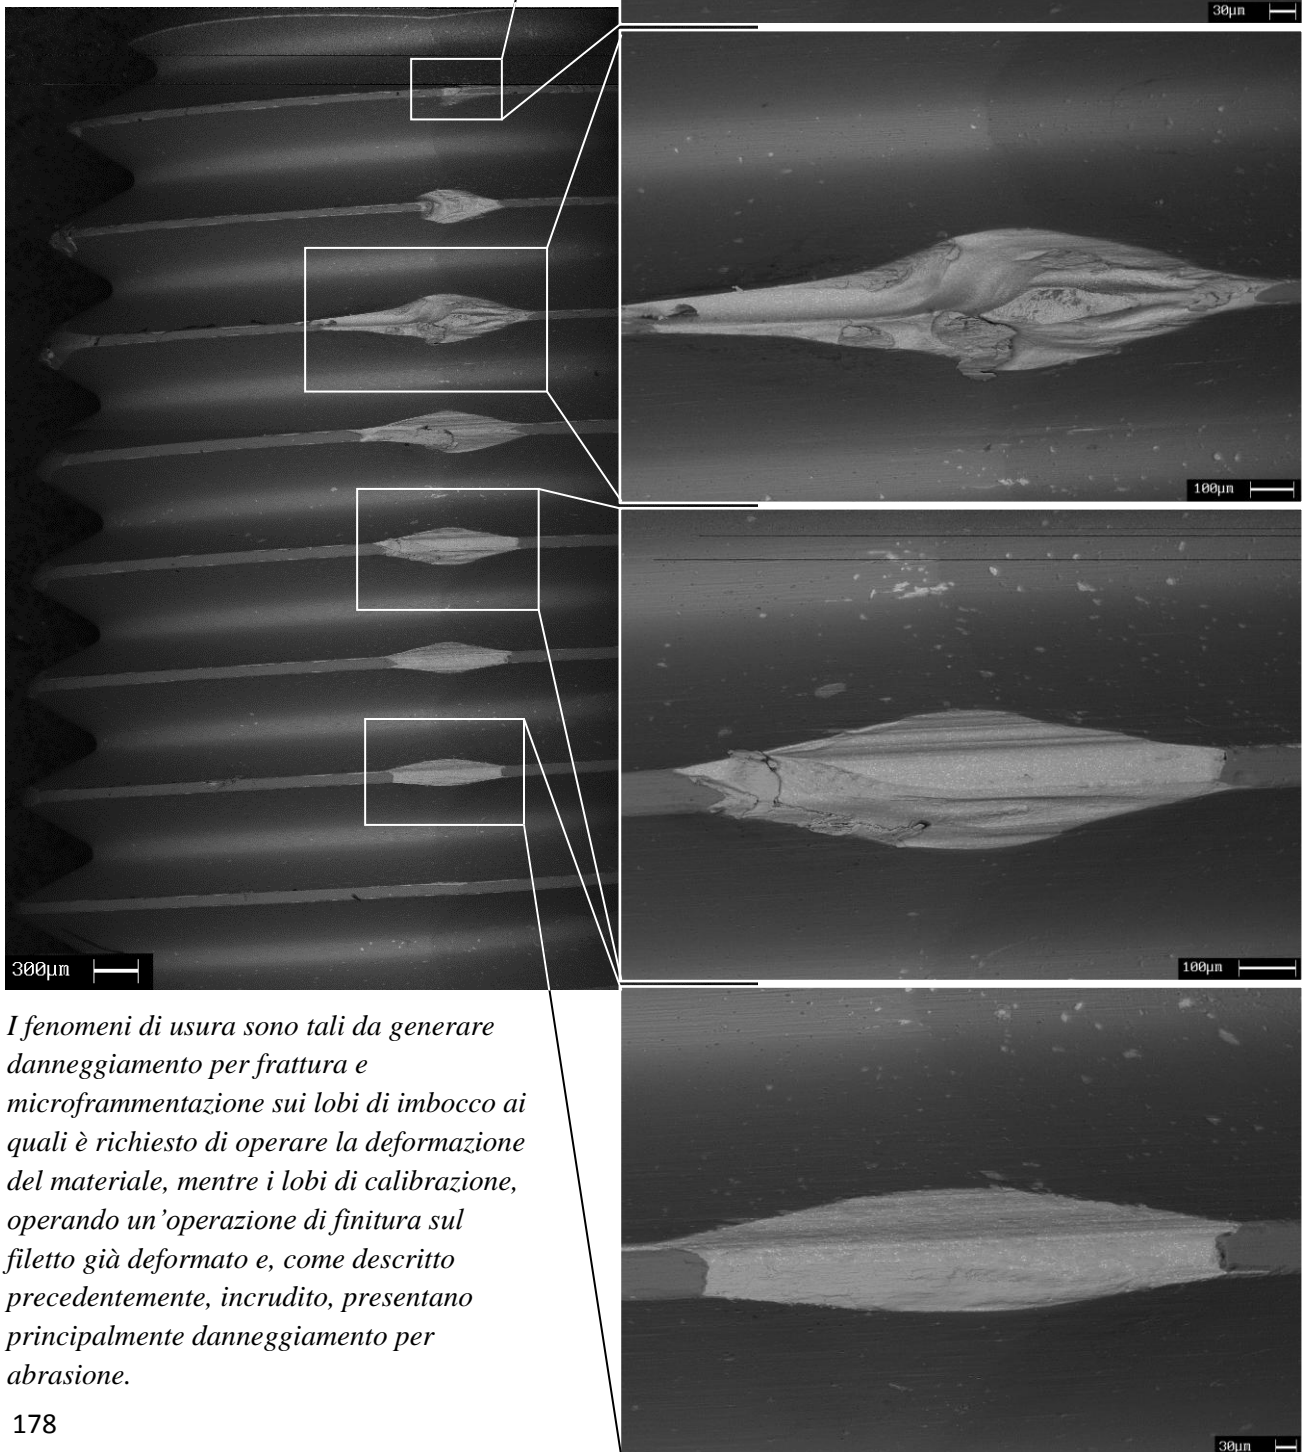 30µm
100µm
100µm
300µm
I fenomeni di usura sono tali da generare
danneggiamento per frattura e
microframmentazione sui lobi di imbocco ai
quali è richiesto di operare la deformazione
del materiale, mentre i lobi di calibrazione,
operando un’operazione di finitura sul
filetto già deformato e, come descritto
precedentemente, incrudito, presentano
principalmente danneggiamento per
abrasione.
178
30µm